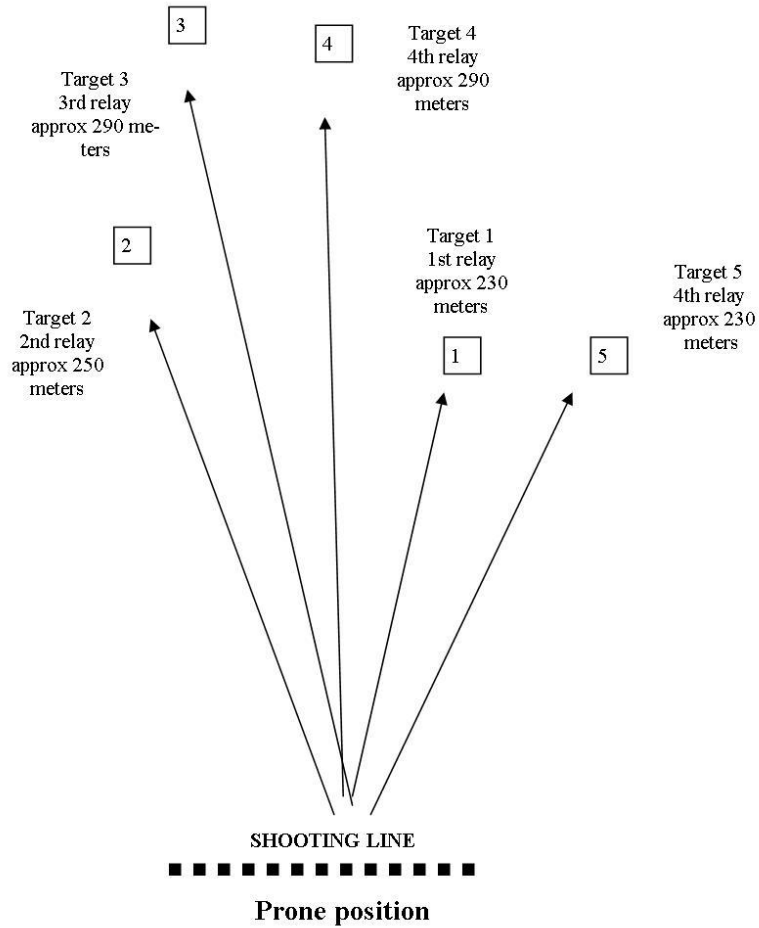 3
4
Target 4
4th relay
approx 290
meters
Target 3
3rd relay
approx 290 me-
ters
2
Target 1
1st relay
approx 230
meters
Target 5
4th relay
approx 230
meters
Target 2
2nd relay
approx 250
meters
1
5
SHOOTING LINE
Prone position